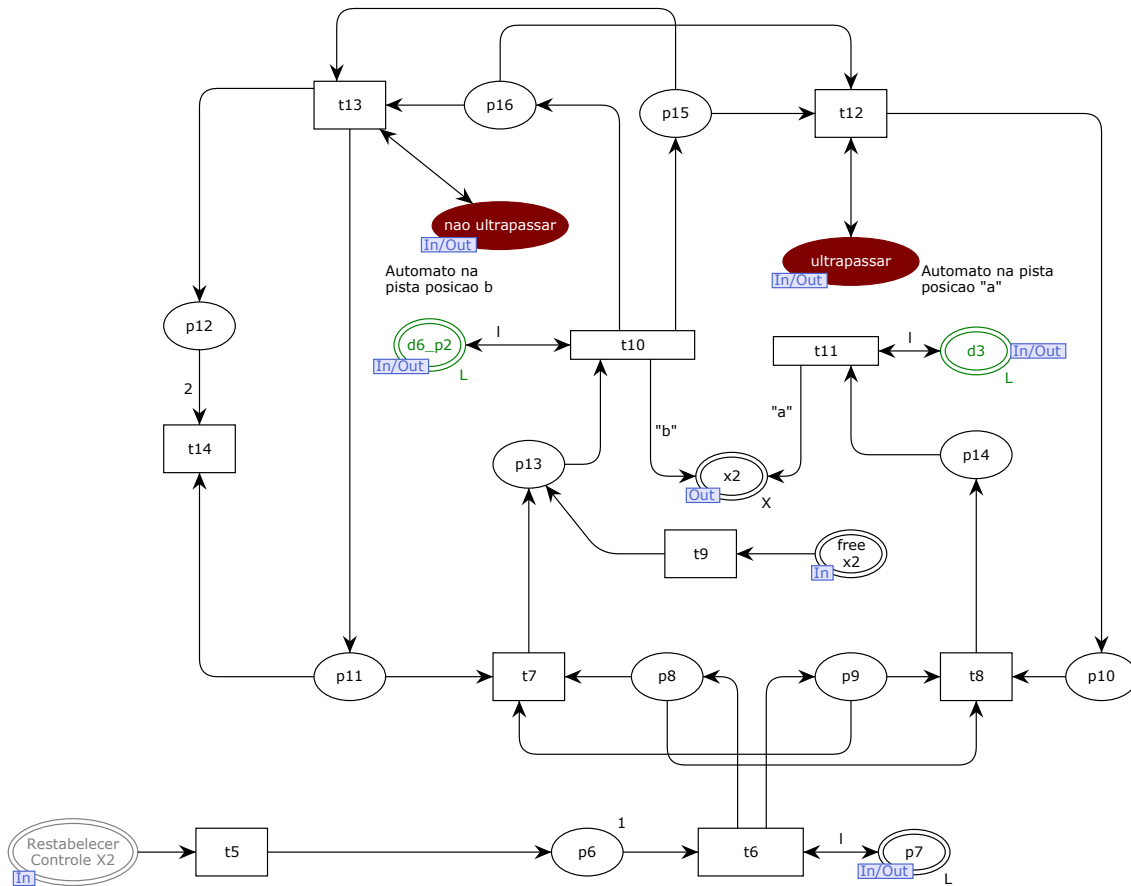 t13
p16
p15
t12
nao ultrapassar
In/Out
ultrapassar
In/Out
Automato na
pista posicao b
Automato na pista
posicao "a"
p12
d6_p2
In/Out
L
l
t10
t11
l
d3
In/Out
L
2
"b"
"a"
t14
p13
x2
Out
X
p14
t9
free
x2
In
p11
t7
p8
p9
t8
p10
Restabelecer
Controle X2
In
t5
p6
1
t6
l
p7
In/Out
L